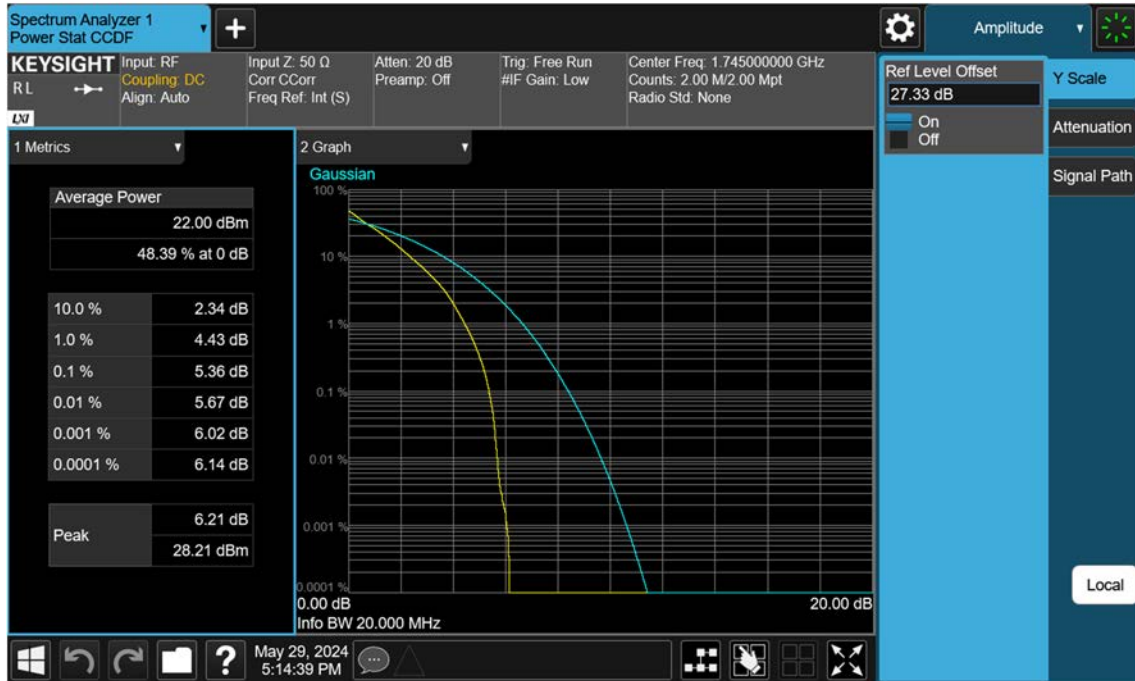 Spectrum Analyzer 1
Power Stat CCDF
+
Amplitude
KEYSIGHT
R L
LXI
Input: RF
Coupling: DC
Align: Auto
Input Z: 50 Ω
Corr CCorr
Freq Ref: Int (S)
Atten: 20 dB
Preamp: Off
Trig: Free Run
#IF Gain: Low
Center Freq: 1.745000000 GHz
Counts: 2.00 M/2.00 Mpt
Radio Std: None
Ref Level Offset
27.33 dB
On
Off
Y Scale
Attenuation
Signal Path
1 Metrics
Average Power
22.00 dBm
48.39 % at 0 dB
10.0 % 2.34 dB
1.0 % 4.43 dB
0.1 % 5.36 dB
0.01 % 5.67 dB
0.001 % 6.02 dB
0.0001 % 6.14 dB
Peak
6.21 dB
28.21 dBm
2 Graph
Gaussian
100 %
10 %
1 %
0.1 %
0.01 %
0.001 %
0.0001 %
0.00 dB 20.00 dB
Info BW 20.000 MHz
Local
?
May 29, 2024
5:14:39 PM